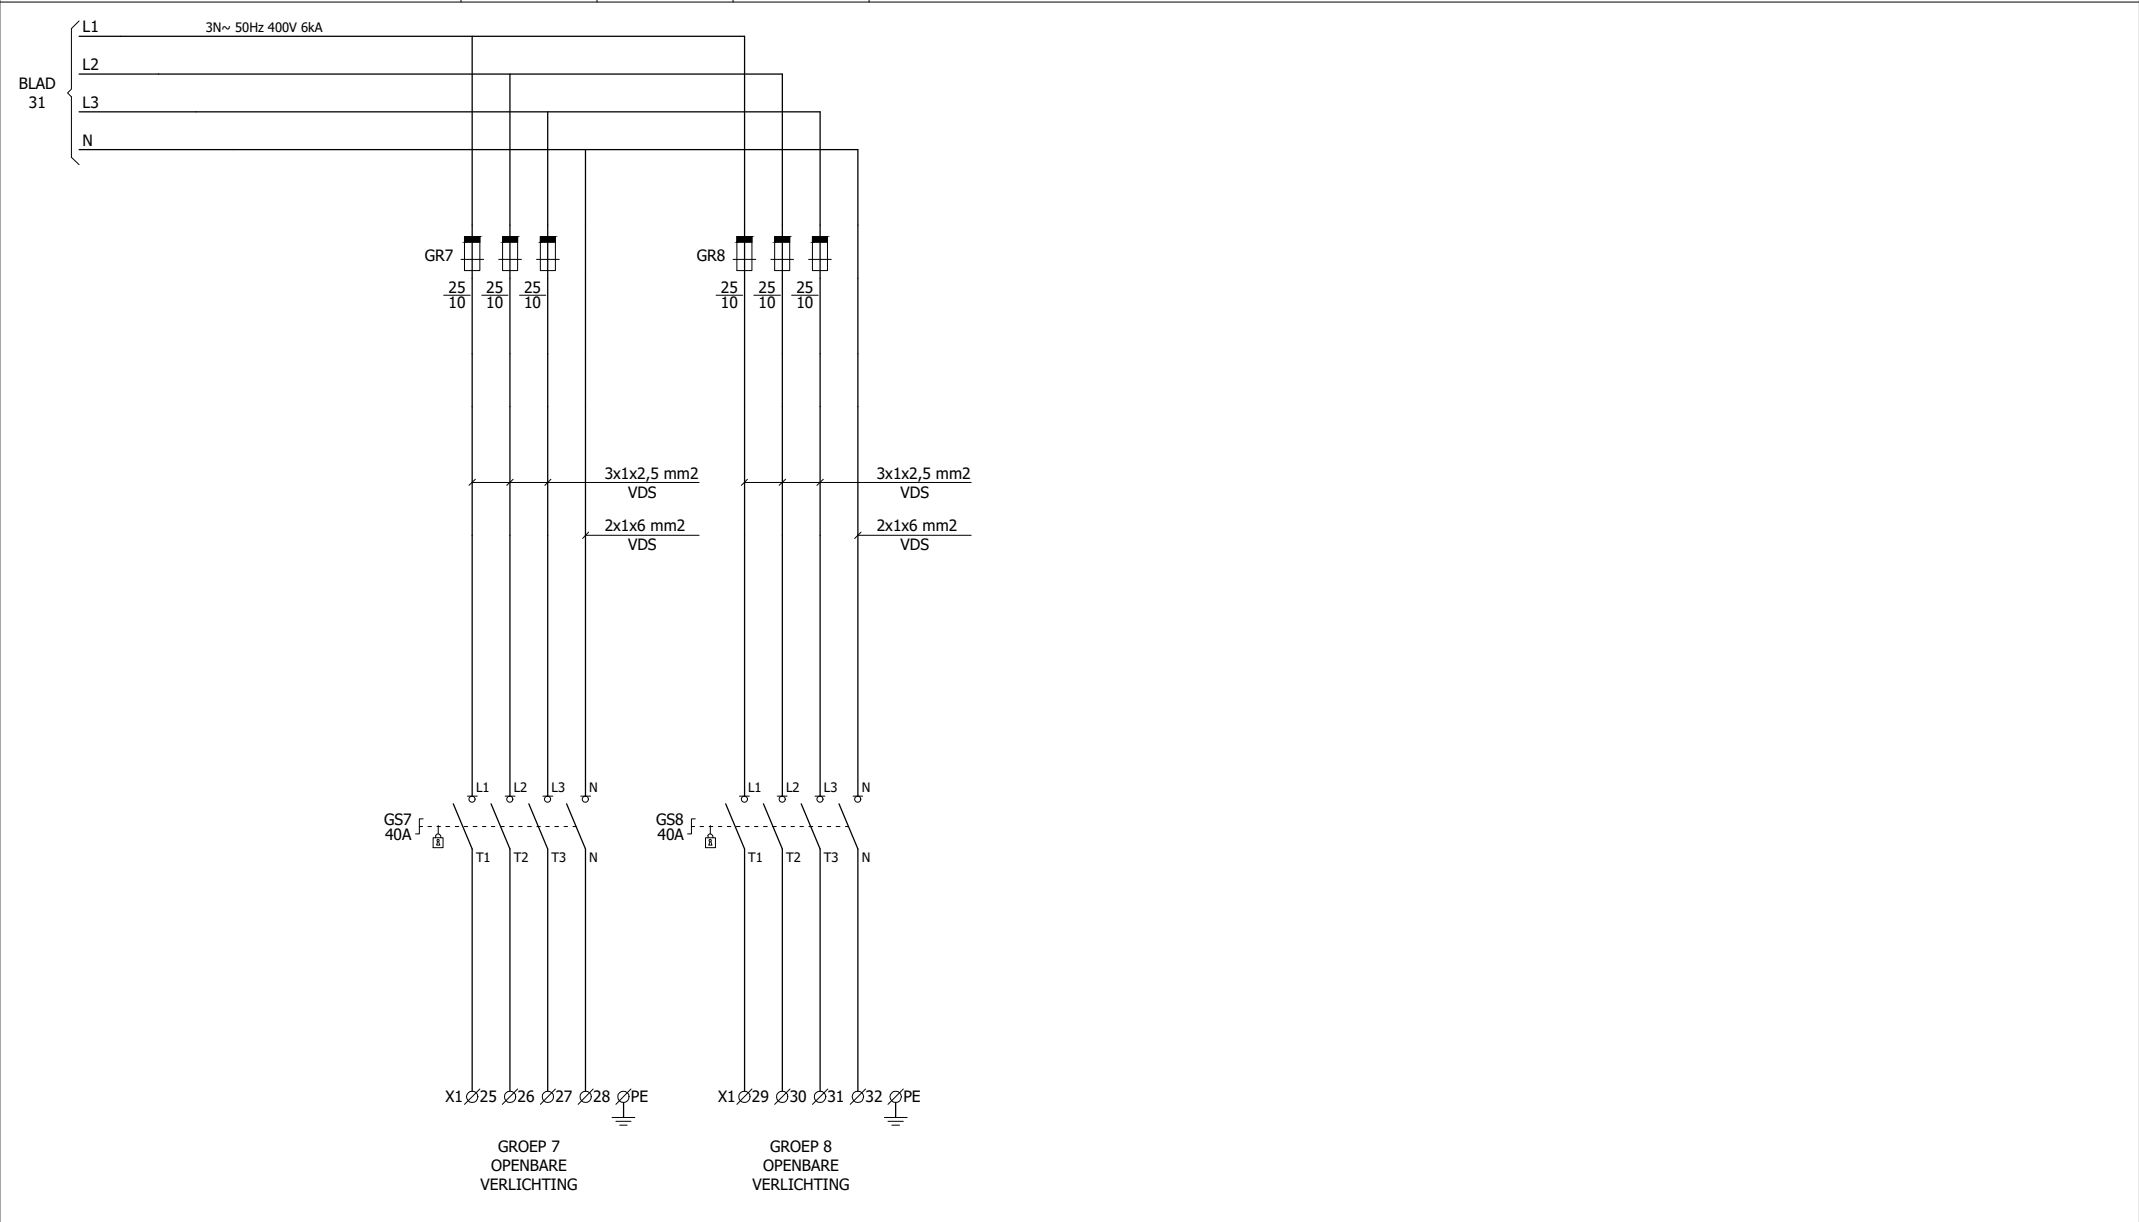 L1
3N~ 50Hz 400V 6kA
L2
BLAD
31
L3
N
GR7
GR8
25 25 25
10 10 10
25 25 25
10 10 10
3x1x2,5 mm2
VDS
3x1x2,5 mm2
VDS
2x1x6 mm2
VDS
2x1x6 mm2
VDS
L1 L2 L3 N
L1 L2 L3 N
GS7
40A
GS8
40A
T1 T2 T3 N
T1 T2 T3 N
X1 25 26 27 28 PE
X1 29 30 31 32 PE
GROEP 7
OPENBARE
VERLICHTING
GROEP 8
OPENBARE
VERLICHTING